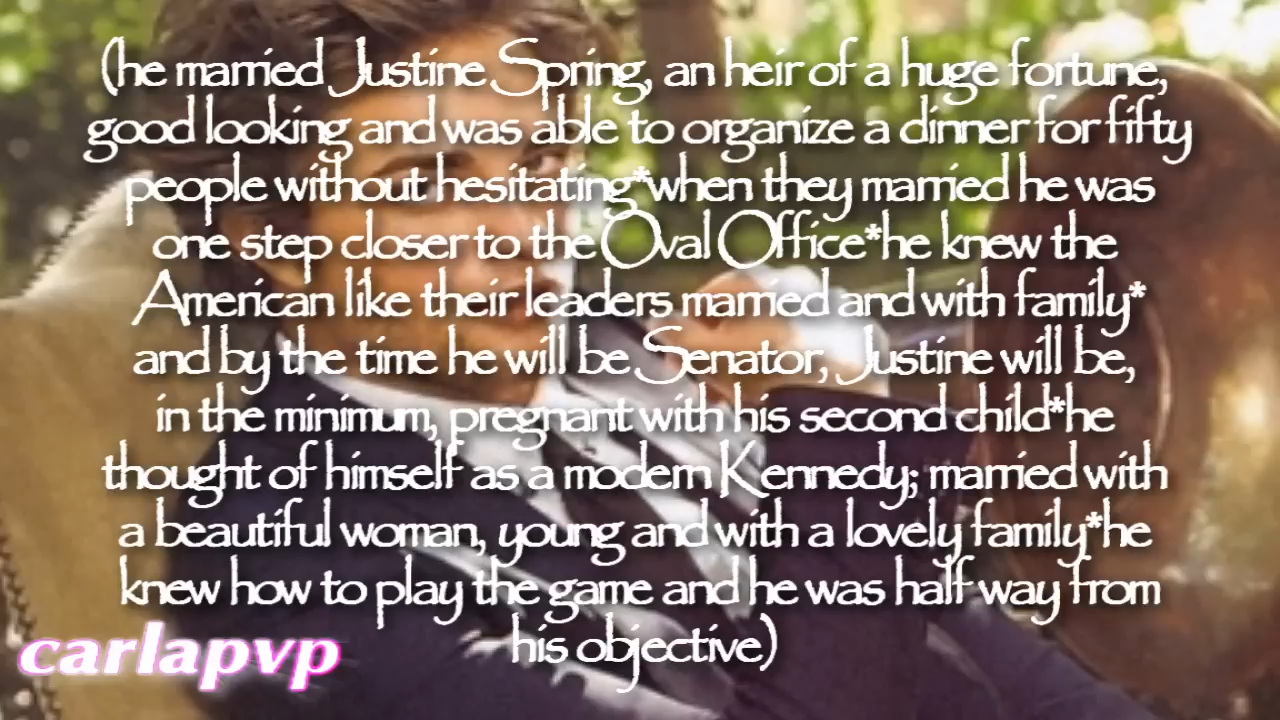 (he married Justine Spring, an heir of a huge fortune,
good looking and was able to organize a dinner for fifty
people without hesitating*when they married he was
one step closer to the Oval Office*he knew the
American like their leaders married and with family*
and by the time he will be Senator, Justine will be,
in the minimum, pregnant with his second child*he
thought of himself as a modern Kennedy; married with
a beautiful woman, young and with a lovely family*he
knew how to play the game and he was half way from
his objective)
carlapvp